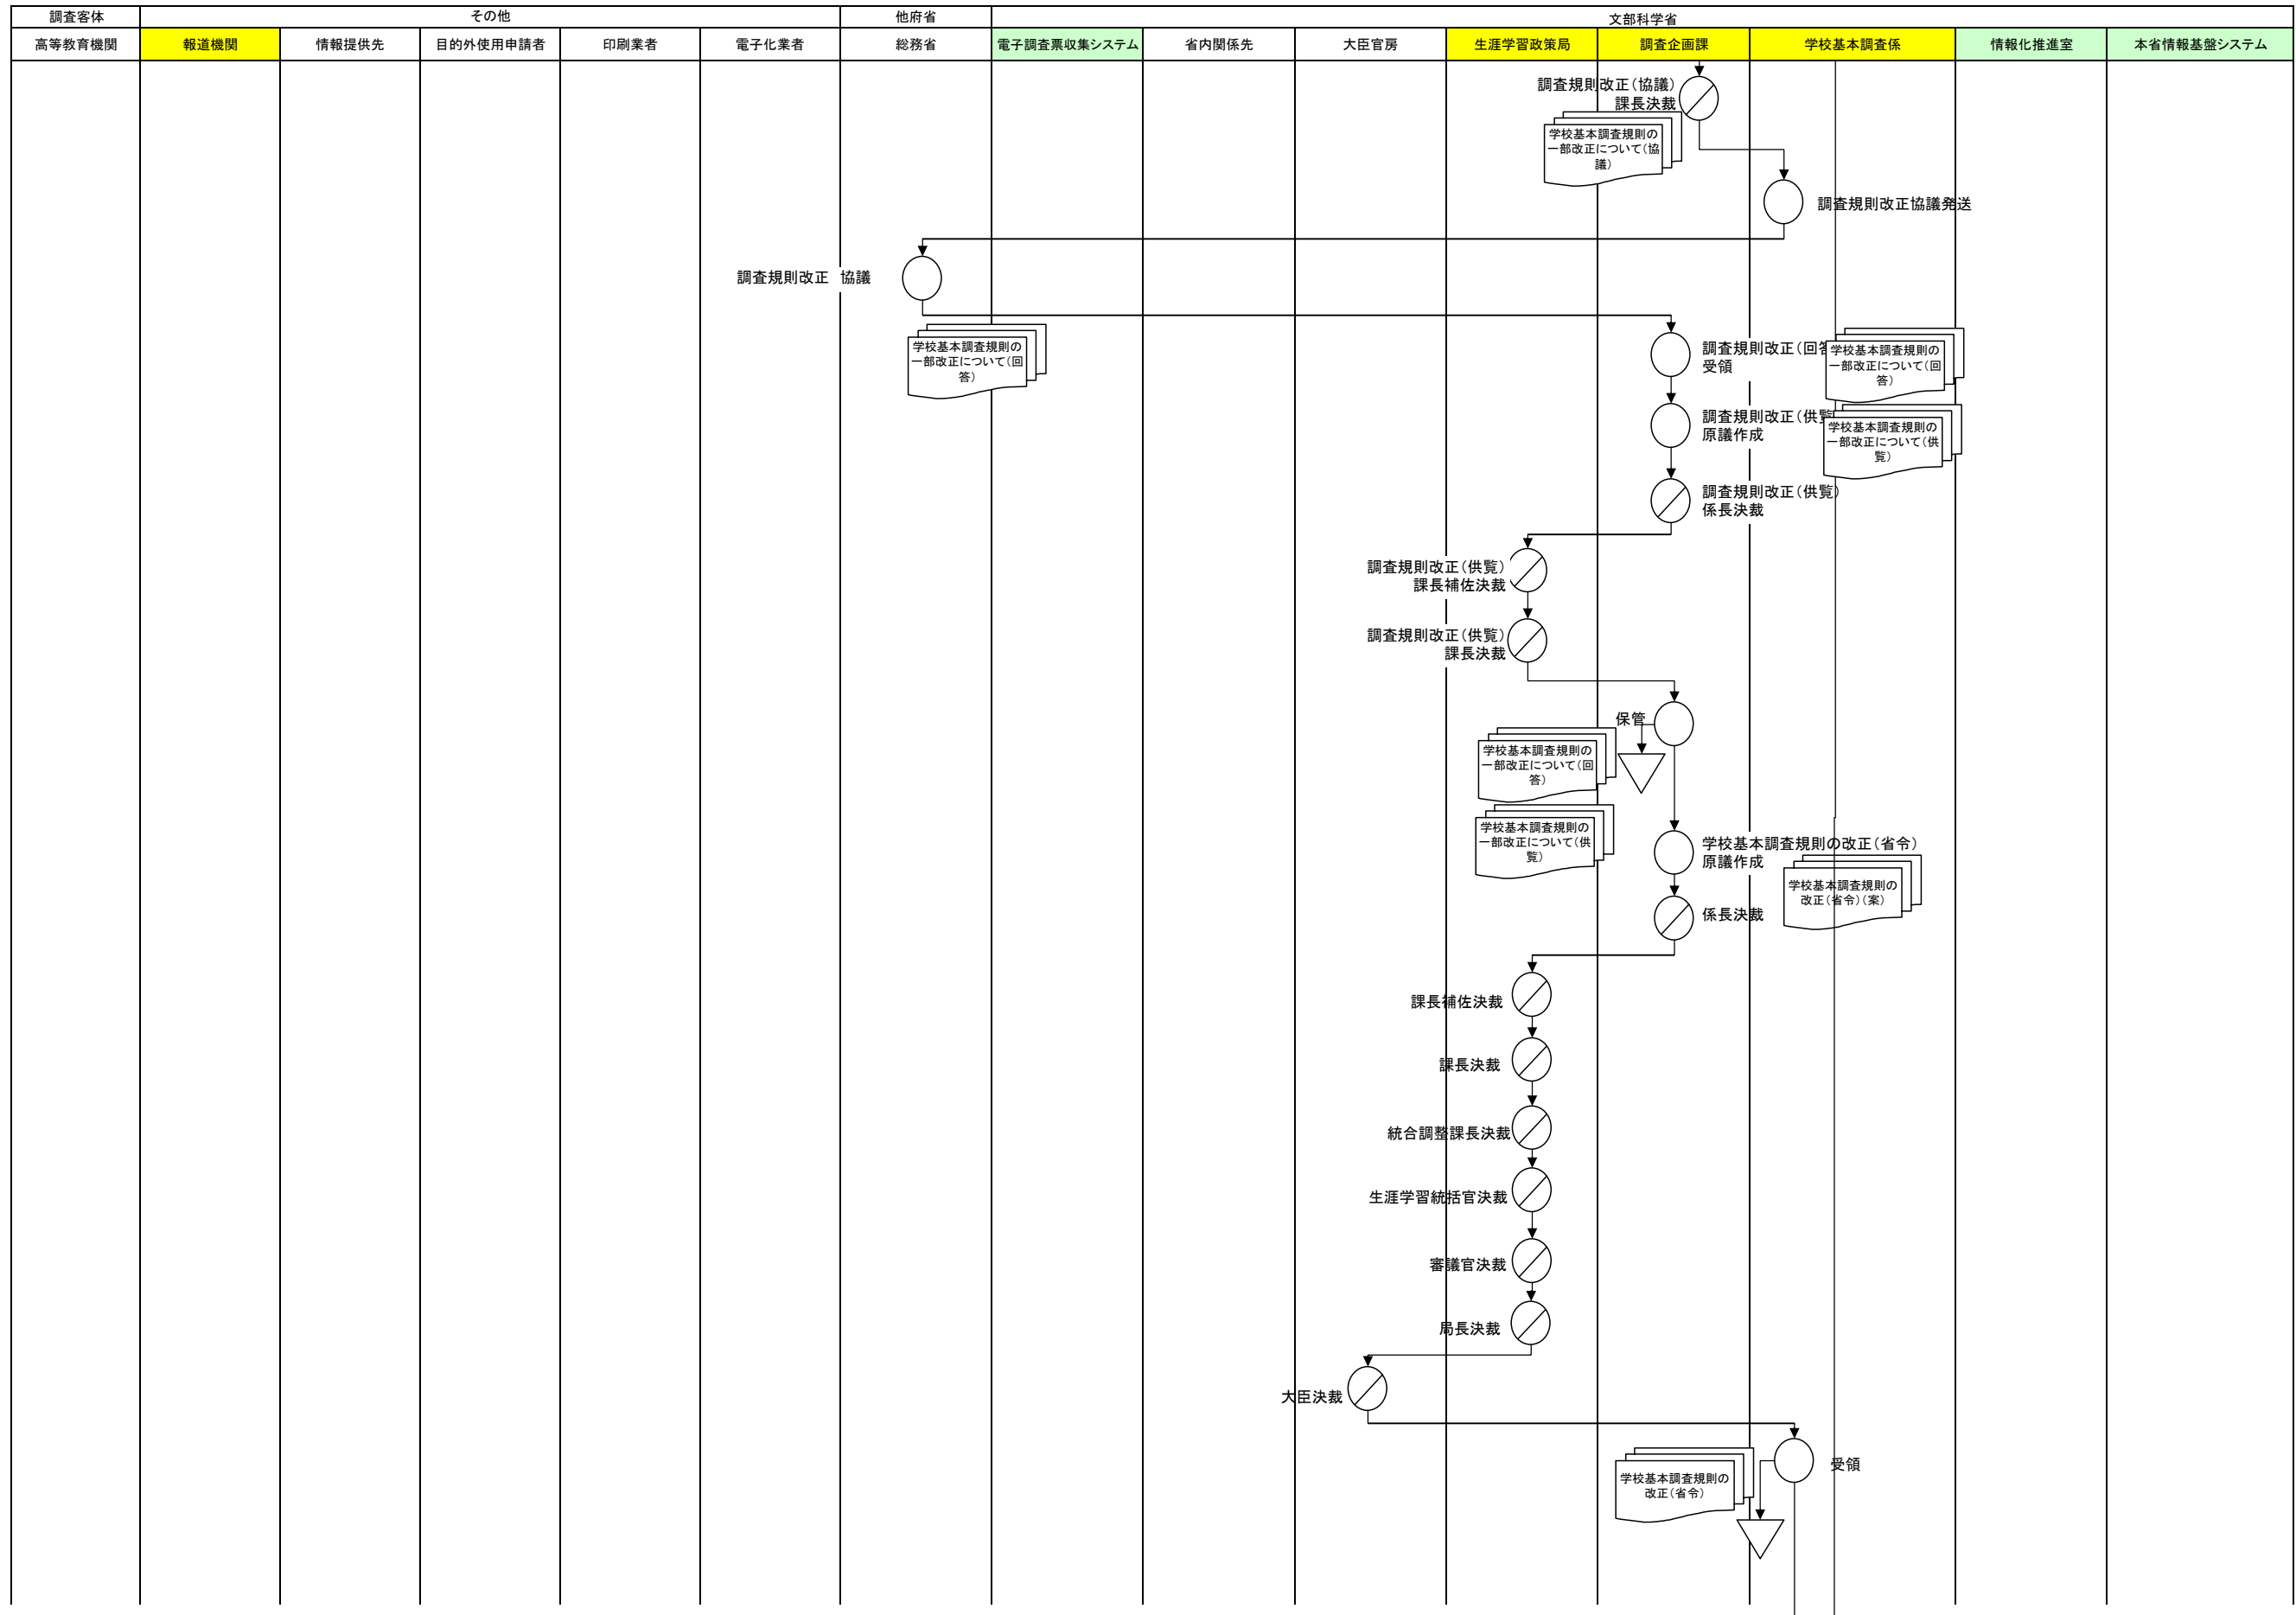 調査客体
その他
他府省
文部科学省
高等教育機関
報道機関
情報提供先
目的外使用申請者
印刷業者
電子化業者
総務省
電子調査票収集システム
省内関係先
大臣官房
生涯学習政策局
調査企画課
学校基本調査係
情報化推進室
本省情報基盤システム
調査規則改正（協議）
課長決裁
学校基本調査規則の
一部改正について（協
議）
調査規則改正協議発送
調査規則改正　協議
学校基本調査規則の
一部改正について（回
答）
調査規則改正（回
受領
学校基本調査規則の
一部改正について（回
答）
調査規則改正（供覧
原議作成
学校基本調査規則の
一部改正について（供
覧）
調査規則改正（供覧）
係長決裁
調査規則改正（供覧）
課長補佐決裁
調査規則改正（供覧）
課長決裁
保管
学校基本調査規則の
一部改正について（回
答）
学校基本調査規則の
一部改正について（供
覧）
学校基本調査規則の改正（省令）
原議作成
学校基本調査規則の
改正（省令）（案）
係長決裁
課長補佐決裁
課長決裁
統合調整課長決裁
生涯学習統括官決裁
審議官決裁
局長決裁
大臣決裁
受領
学校基本調査規則の
改正（省令）